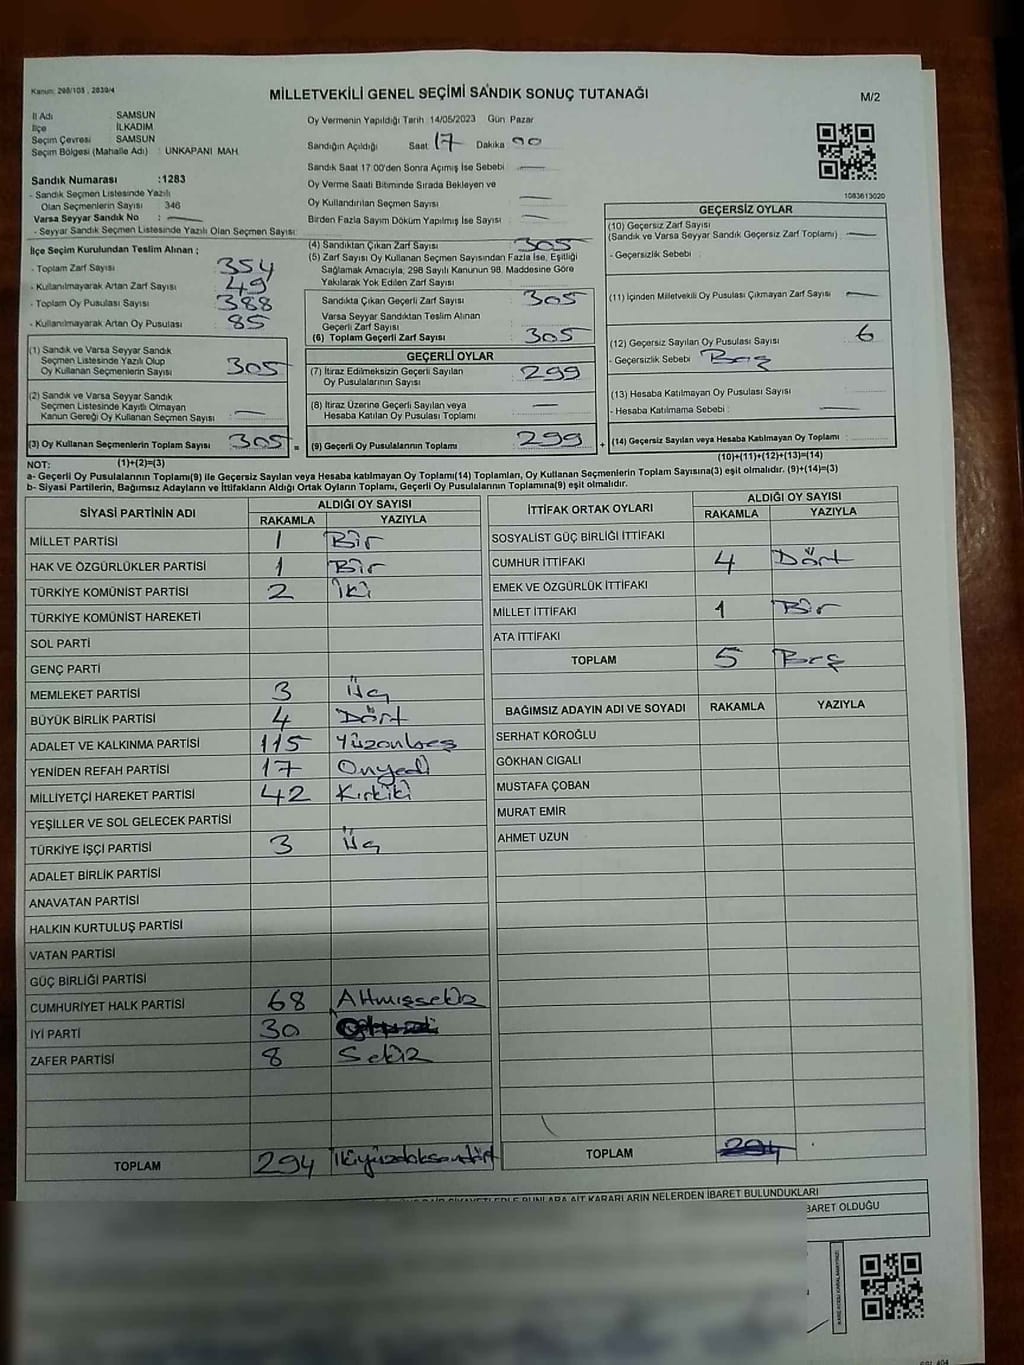 Kanun: 298/108 , 2839/4
MİLLETVEKİLİ GENEL SEÇİMİ SANDIK SONUÇ TUTANAĞI
M/2
İl Adı : SAMSUN
İlçe : İLKADIM
Seçim Çevresi : SAMSUN
Seçim Bölgesi (Mahalle Adı) : UNKAPANI MAH.
Oy Vermenin Yapıldığı Tarih 14/05/2023 Gün Pazar
Sandığın Açıldığı Saat 17 Dakika 00
Sandık Saat 17:00'den Sonra Açımış İse Sebebi —
Oy Verme Saati Bitiminde Sırada Bekleyen ve
Oy Kullandırılan Seçmen Sayısı —
Birden Fazla Sayım Döküm Yapılmış İse Sayısı —
1083613020
Sandık Numarası :1283
- Sandık Seçmen Listesinde Yazılı
Olan Seçmenlerin Sayısı : 346
Varsa Seyyar Sandık No : —
- Seyyar Sandık Seçmen Listesinde Yazılı Olan Seçmen Sayısı:
İlçe Seçim Kurulundan Teslim Alınan ;
- Toplam Zarf Sayısı 354
- Kullanılmayarak Artan Zarf Sayısı 49
- Toplam Oy Pusulası Sayısı 388
- Kullanılmayarak Artan Oy Pusulası 85
(1) Sandık ve Varsa Seyyar Sandık
Seçmen Listesinde Yazılı Olup
Oy Kullanan Seçmenlerin Sayısı 305
(2) Sandık ve Varsa Seyyar Sandık
Seçmen Listesinde Kayıtlı Olmayan
Kanun Gereği Oy Kullanan Seçmen Sayısı —
(3) Oy Kullanan Seçmenlerin Toplam Sayısı 305 =
(1)+(2)=(3)
(4) Sandıktan Çıkan Zarf Sayısı 305
(5) Zarf Sayısı Oy Kullanan Seçmen Sayısından Fazla İse, Eşitliği
Sağlamak Amacıyla, 298 Sayılı Kanunun 98. Maddesine Göre
Yakılarak Yok Edilen Zarf Sayısı
Sandıkta Çıkan Geçerli Zarf Sayısı 305
Varsa Seyyar Sandıktan Teslim Alınan
Geçerli Zarf Sayısı
(6) Toplam Geçerli Zarf Sayısı 305
GEÇERLİ OYLAR
(7) İtiraz Edilmeksizin Geçerli Sayılan
Oy Pusulalarının Sayısı 299
(8) İtiraz Üzerine Geçerli Sayılan veya
Hesaba Katılan Oy Pusulası Toplamı —
(9) Geçerli Oy Pusulalarının Toplamı 299 +
GEÇERSİZ OYLAR
(10) Geçersiz Zarf Sayısı
(Sandık ve Varsa Seyyar Sandık Geçersiz Zarf Toplamı) —
- Geçersizlik Sebebi :
(11) İçinden Milletvekili Oy Pusulası Çıkmayan Zarf Sayısı —
(12) Geçersiz Sayılan Oy Pusulası Sayısı 6
- Geçersizlik Sebebi
(13) Hesaba Katılmayan Oy Pusulası Sayısı
- Hesaba Katılmama Sebebi : —
(14) Geçersiz Sayılan veya Hesaba Katılmayan Oy Toplamı :
(10)+(11)+(12)+(13)=(14)
NOT:
a- Geçerli Oy Pusulalarının Toplamı(9) ile Geçersiz Sayılan veya Hesaba katılmayan Oy Toplamı(14) Toplamları, Oy Kullanan Seçmenlerin Toplam Sayısına(3) eşit olmalıdır. (9)+(14)=(3)
b- Siyasi Partilerin, Bağımsız Adayların ve İttifakların Aldığı Ortak Oyların Toplamı, Geçerli Oy Pusulalarının Toplamına(9) eşit olmalıdır.
SİYASİ PARTİNİN ADI ALDIĞI OY SAYISI
RAKAMLA YAZIYLA
MİLLET PARTİSİ 1 Bir
HAK VE ÖZGÜRLÜKLER PARTİSİ 1 Bir
TÜRKİYE KOMÜNİST PARTİSİ 2 İki
TÜRKİYE KOMÜNİST HAREKETİ
SOL PARTİ
GENÇ PARTİ
MEMLEKET PARTİSİ 3 Üç
BÜYÜK BİRLİK PARTİSİ 4 Dört
ADALET VE KALKINMA PARTİSİ 115 Yüzonbeş
YENİDEN REFAH PARTİSİ 17 Onyedi
MİLLİYETÇİ HAREKET PARTİSİ 42 Kırkiki
YEŞİLLER VE SOL GELECEK PARTİSİ
TÜRKİYE İŞÇİ PARTİSİ 3 Üç
ADALET BİRLİK PARTİSİ
ANAVATAN PARTİSİ
HALKIN KURTULUŞ PARTİSİ
VATAN PARTİSİ
GÜÇ BİRLİĞİ PARTİSİ
CUMHURİYET HALK PARTİSİ 68 Altmışsekiz
İYİ PARTİ 30
ZAFER PARTİSİ 8 Sekiz
TOPLAM 294 İkiyüzdoksandört
İTTİFAK ORTAK OYLARI ALDIĞI OY SAYISI
RAKAMLA YAZIYLA
SOSYALİST GÜÇ BİRLİĞİ İTTİFAKI
CUMHUR İTTİFAKI 4 Dört
EMEK VE ÖZGÜRLÜK İTTİFAKI
MİLLET İTTİFAKI 1 Bir
ATA İTTİFAKI
TOPLAM 5 Beş
BAĞIMSIZ ADAYIN ADI VE SOYADI RAKAMLA YAZIYLA
SERHAT KÖROĞLU
GÖKHAN CIGALI
MUSTAFA ÇOBAN
MURAT EMİR
AHMET UZUN
TOPLAM 294
KARARLARIN NELERDEN İBARET BULUNDUKLARI
BARET OLDUĞU